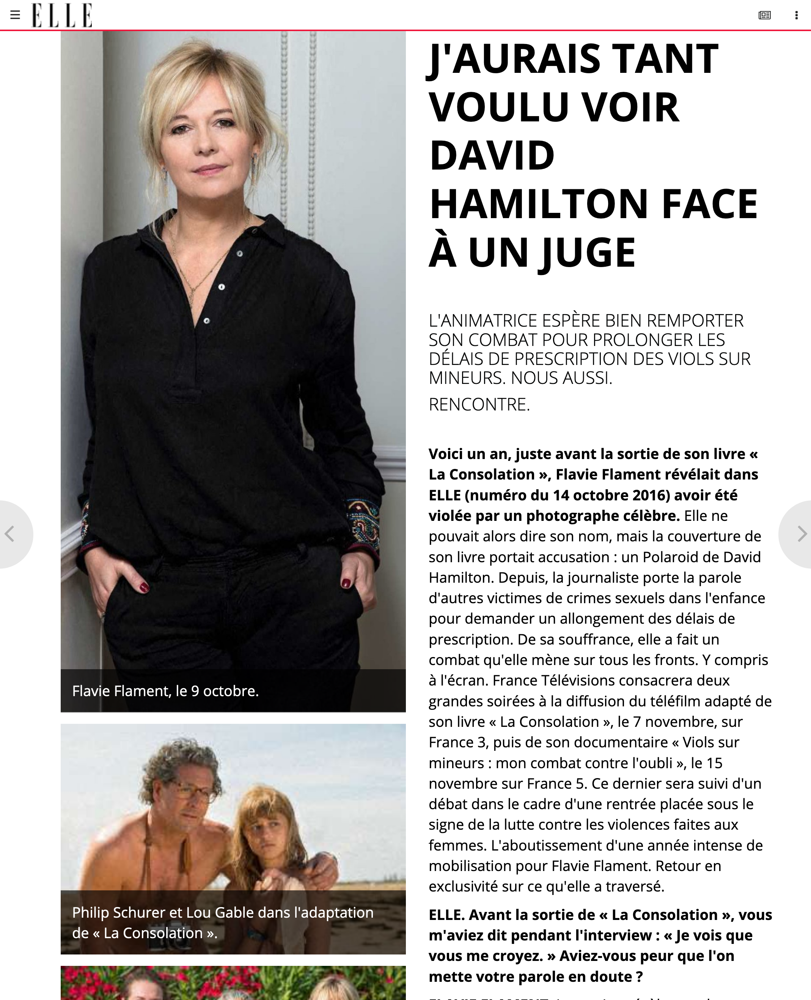 ELLE
J'AURAIS TANT
VOULU VOIR
DAVID
HAMILTON FACE
À UN JUGE
L'ANIMATRICE ESPÈRE BIEN REMPORTER
SON COMBAT POUR PROLONGER LES
DÉLAIS DE PRESCRIPTION DES VIOLS SUR
MINEURS. NOUS AUSSI.
RENCONTRE.
Voici un an, juste avant la sortie de son livre «
La Consolation », Flavie Flament révélait dans
ELLE (numéro du 14 octobre 2016) avoir été
violée par un photographe célèbre. Elle ne
pouvait alors dire son nom, mais la couverture de
son livre portait accusation : un Polaroid de David
Hamilton. Depuis, la journaliste porte la parole
d'autres victimes de crimes sexuels dans l'enfance
pour demander un allongement des délais de
prescription. De sa souffrance, elle a fait un
combat qu'elle mène sur tous les fronts. Y compris
à l'écran. France Télévisions consacrera deux
grandes soirées à la diffusion du téléfilm adapté de
son livre « La Consolation », le 7 novembre, sur
France 3, puis de son documentaire « Viols sur
mineurs : mon combat contre l'oubli », le 15
novembre sur France 5. Ce dernier sera suivi d'un
débat dans le cadre d'une rentrée placée sous le
signe de la lutte contre les violences faites aux
femmes. L'aboutissement d'une année intense de
mobilisation pour Flavie Flament. Retour en
exclusivité sur ce qu'elle a traversé.
ELLE. Avant la sortie de « La Consolation », vous
m'aviez dit pendant l'interview : « Je vois que
vous me croyez. » Aviez-vous peur que l'on
mette votre parole en doute ?
Flavie Flament, le 9 octobre.
Philip Schurer et Lou Gable dans l'adaptation
de « La Consolation ».